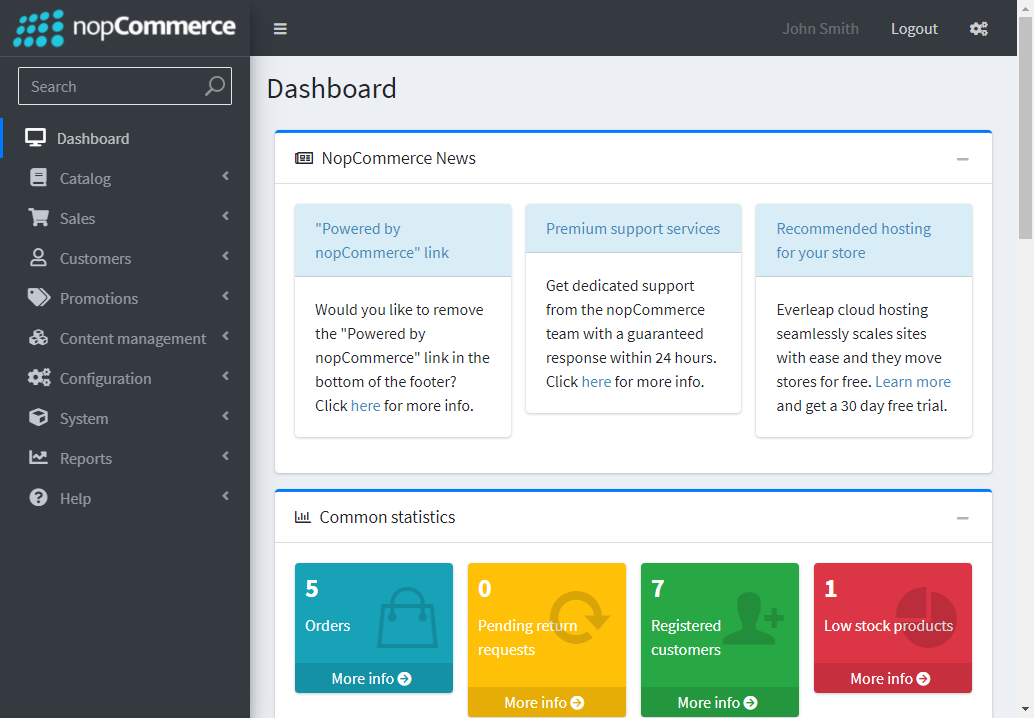 nopCommerce
John Smith
Logout
Search
Dashboard
Catalog
Sales
Customers
Promotions
Content management
Configuration
System
Reports
Help
Dashboard
NopCommerce News
"Powered by
nopCommerce" link
Would you like to remove
the "Powered by
nopCommerce" link in the
bottom of the footer?
Click here for more info.
Premium support services
Get dedicated support
from the nopCommerce
team with a guaranteed
response within 24 hours.
Click here for more info.
Recommended hosting
for your store
Everleap cloud hosting
seamlessly scales sites
with ease and they move
stores for free. Learn more
and get a 30 day free trial.
Common statistics
5
Orders
More info
0
Pending return
requests
More info
7
Registered
customers
More info
1
Low stock products
More info